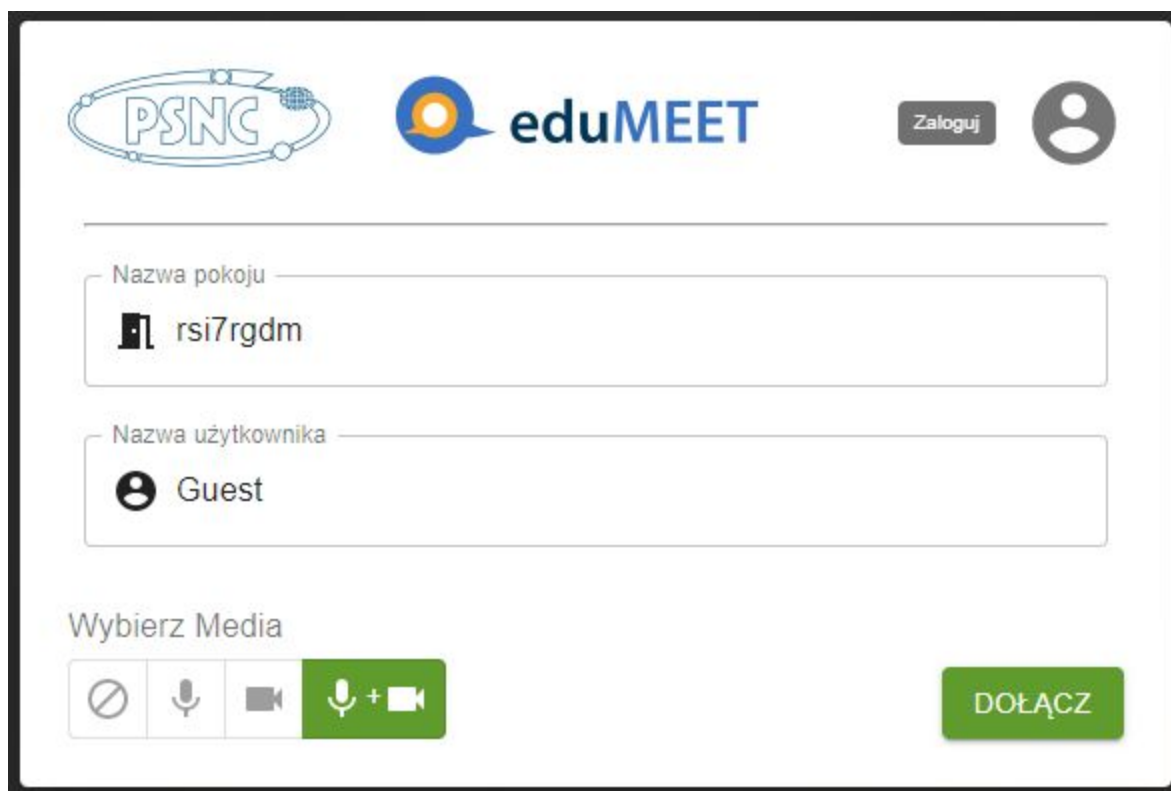 PSNC
eduMEET
Zaloguj
Nazwa pokoju
rsi7rgdm
Nazwa użytkownika
Guest
Wybierz Media
+
DOŁĄCZ